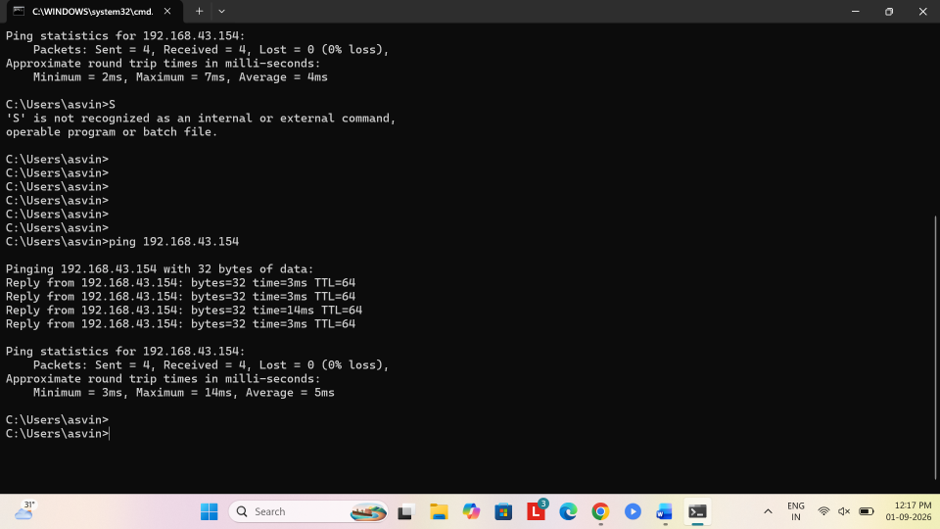 C:\WINDOWS\system32\cmd.
Ping statistics for 192.168.43.154:
    Packets: Sent = 4, Received = 4, Lost = 0 (0% loss),
Approximate round trip times in milli-seconds:
    Minimum = 2ms, Maximum = 7ms, Average = 4ms
C:\Users\asvin>S
'S' is not recognized as an internal or external command,
operable program or batch file.
C:\Users\asvin>
C:\Users\asvin>
C:\Users\asvin>
C:\Users\asvin>
C:\Users\asvin>
C:\Users\asvin>
C:\Users\asvin>ping 192.168.43.154
Pinging 192.168.43.154 with 32 bytes of data:
Reply from 192.168.43.154: bytes=32 time=3ms TTL=64
Reply from 192.168.43.154: bytes=32 time=3ms TTL=64
Reply from 192.168.43.154: bytes=32 time=14ms TTL=64
Reply from 192.168.43.154: bytes=32 time=3ms TTL=64
Ping statistics for 192.168.43.154:
    Packets: Sent = 4, Received = 4, Lost = 0 (0% loss),
Approximate round trip times in milli-seconds:
    Minimum = 3ms, Maximum = 14ms, Average = 5ms
C:\Users\asvin>
C:\Users\asvin>
31°
Search
L
3
W
ENG
IN
12:17 PM
01-09-2026